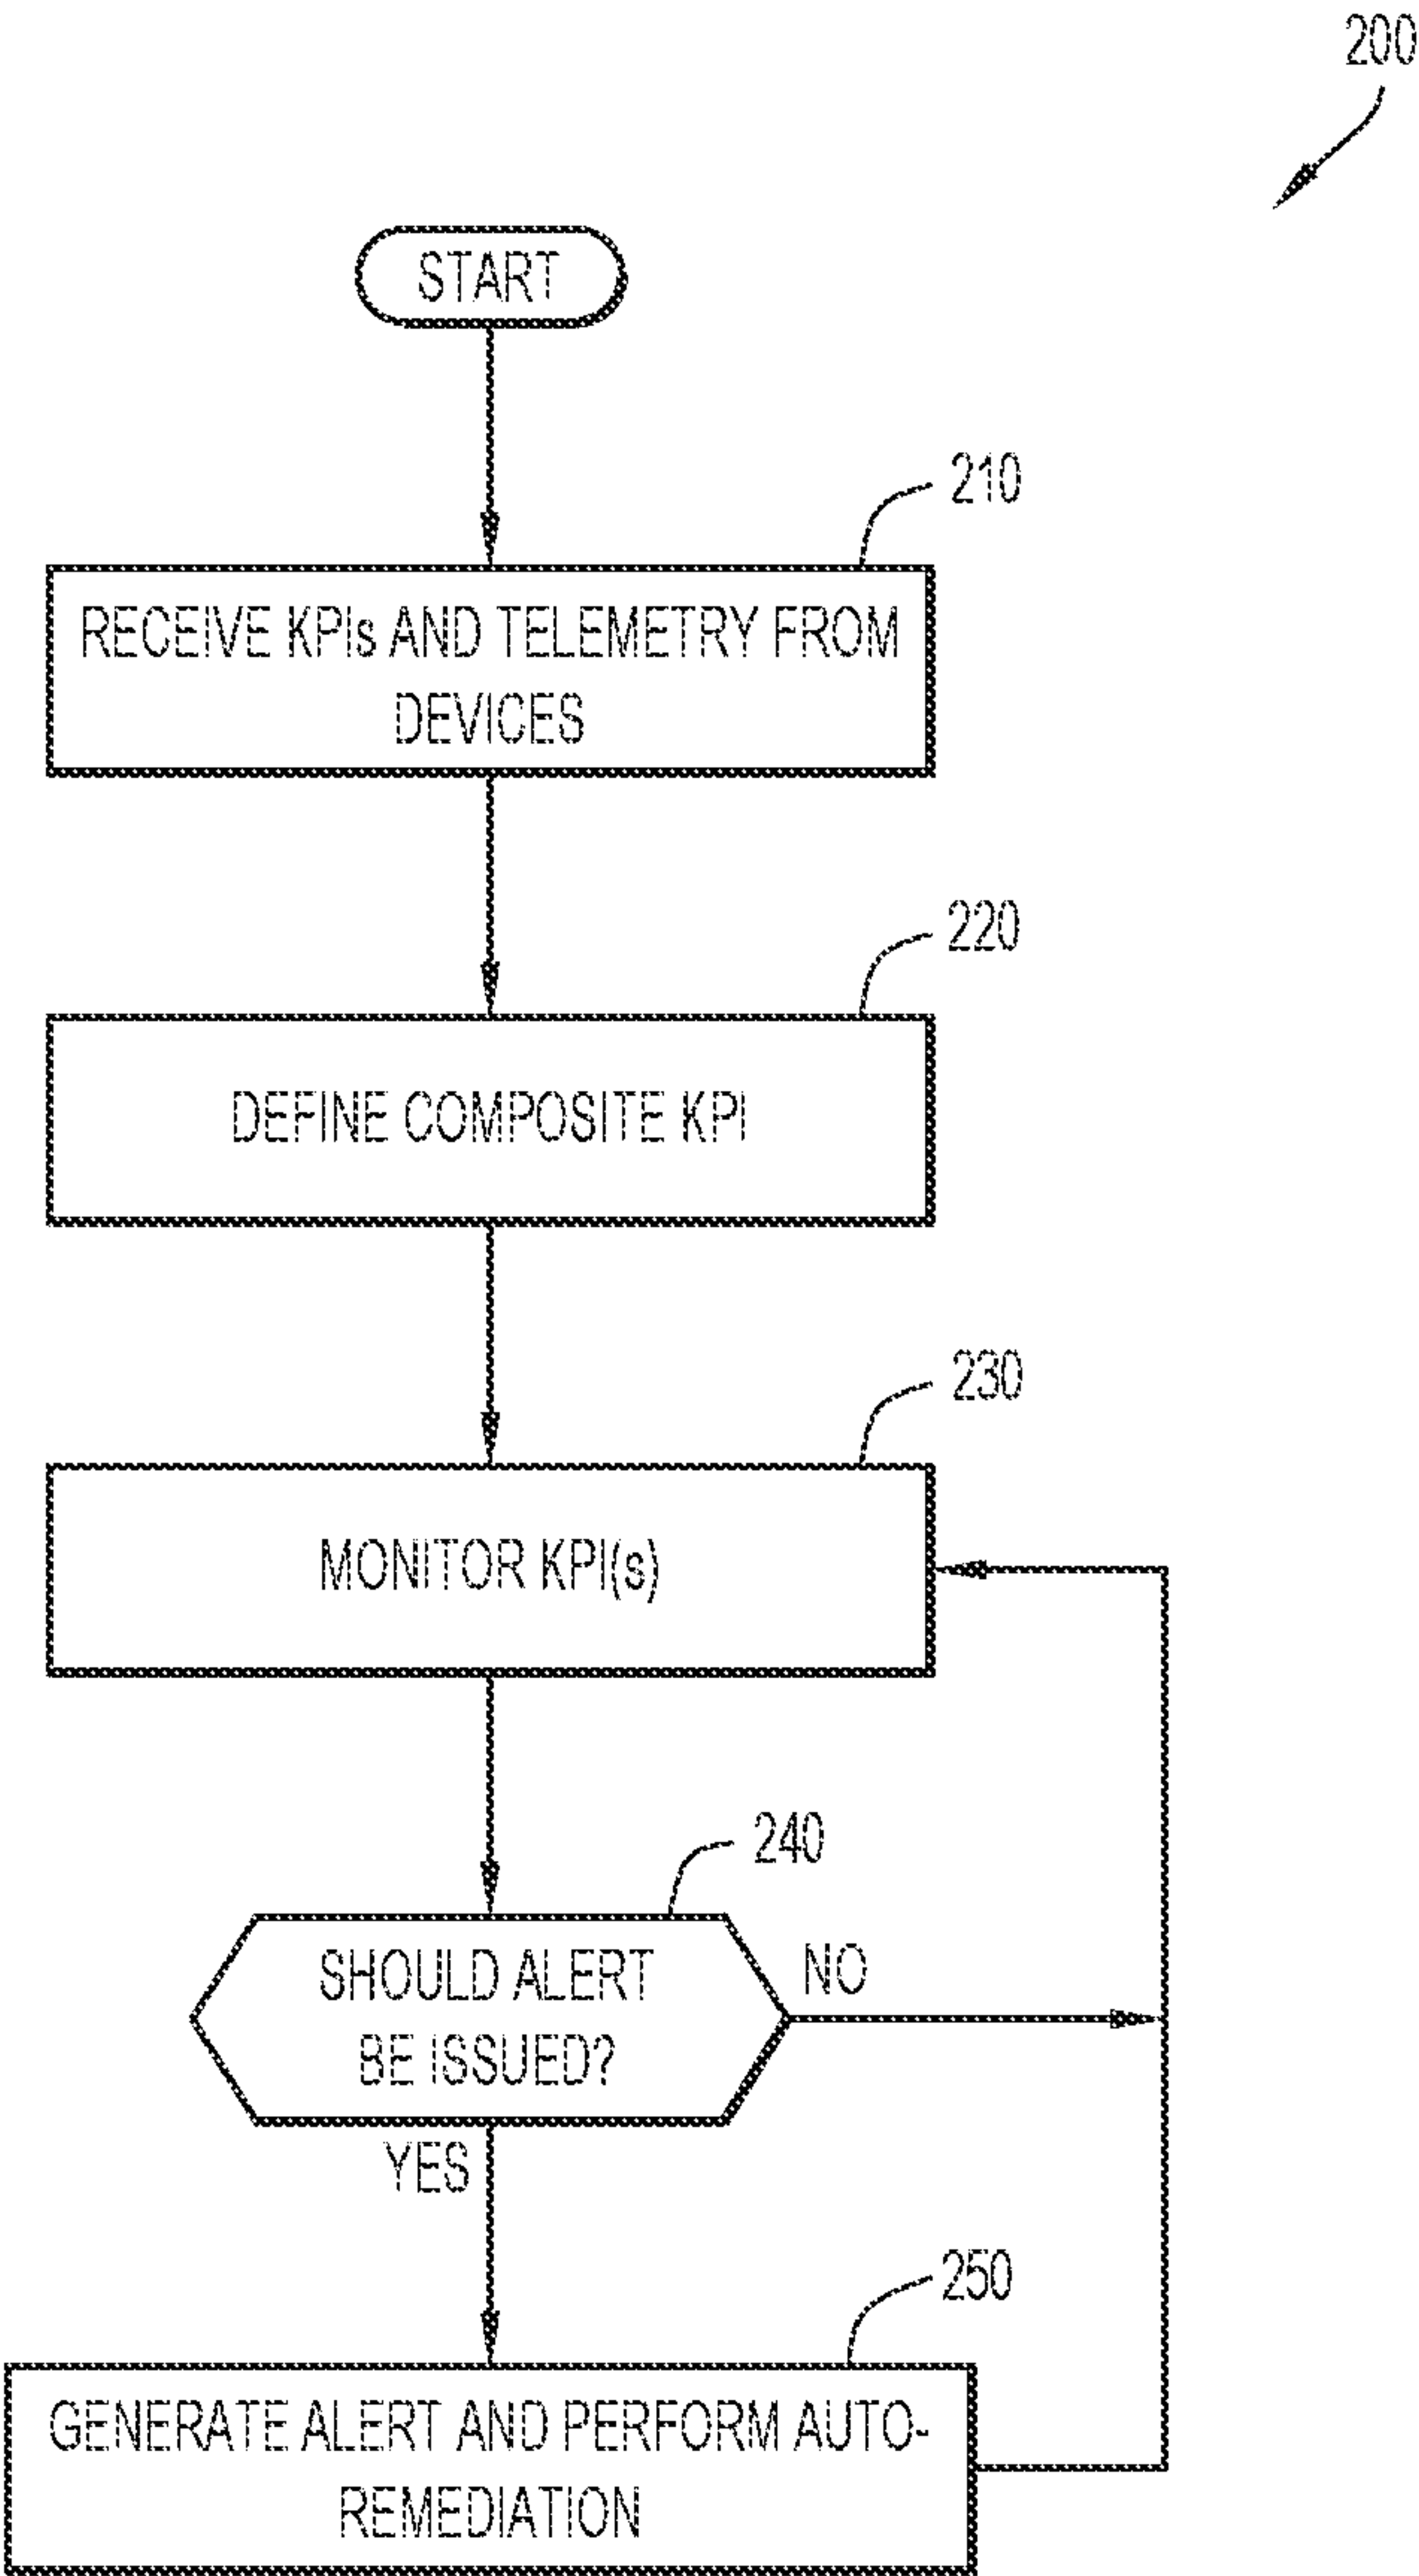 200
START
210
RECEIVE KPIs AND TELEMETRY FROM
DEVICES
220
DEFINE COMPOSITE KPI
230
MONITOR KPI(s)
240
SHOULD ALERT
BE ISSUED?
NO
YES
250
GENERATE ALERT AND PERFORM AUTO-
REMEDIATION